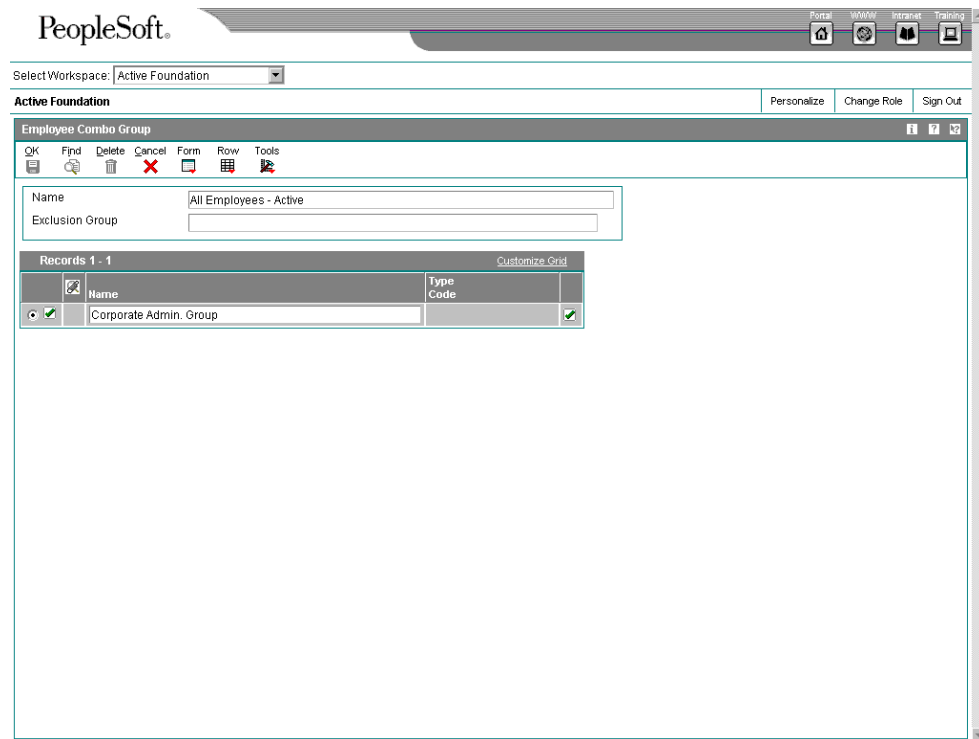 PeopleSoft®
Portal WWW Intranet Training
Select Workspace: Active Foundation
Active Foundation Personalize Change Role Sign Out
Employee Combo Group i ?
OK Find Delete Cancel Form Row Tools
Name All Employees - Active
Exclusion Group
Records 1 - 1 Customize Grid
Name Type Code
Corporate Admin. Group